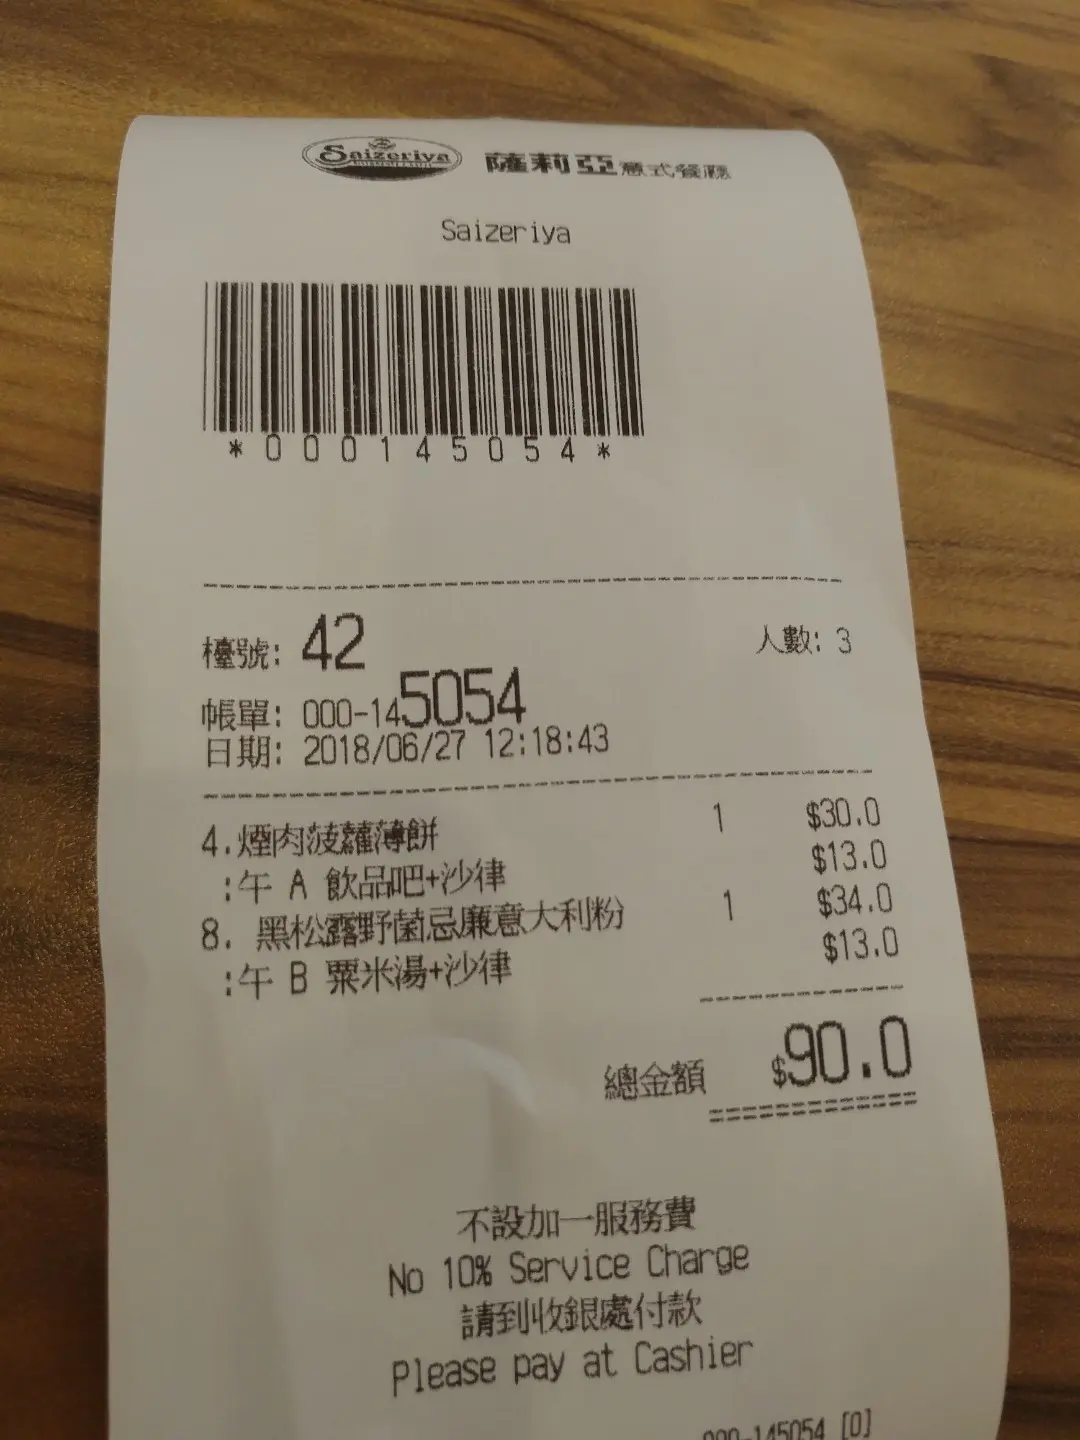 Saizeriya 薩莉亞意式餐廳
Saizeriya
*000145054*
檯號: 42 人數: 3
帳單: 000-145054
日期: 2018/06/27 12:18:43
4.煙肉菠蘿薄餅 1 $30.0
:午 A 飲品吧+沙律 $13.0
8. 黑松露野菌忌廉意大利粉 1 $34.0
:午 B 粟米湯+沙律 $13.0
總金額 $90.0
不設加一服務費
No 10% Service Charge
請到收銀處付款
Please pay at Cashier
000-145054 [0]